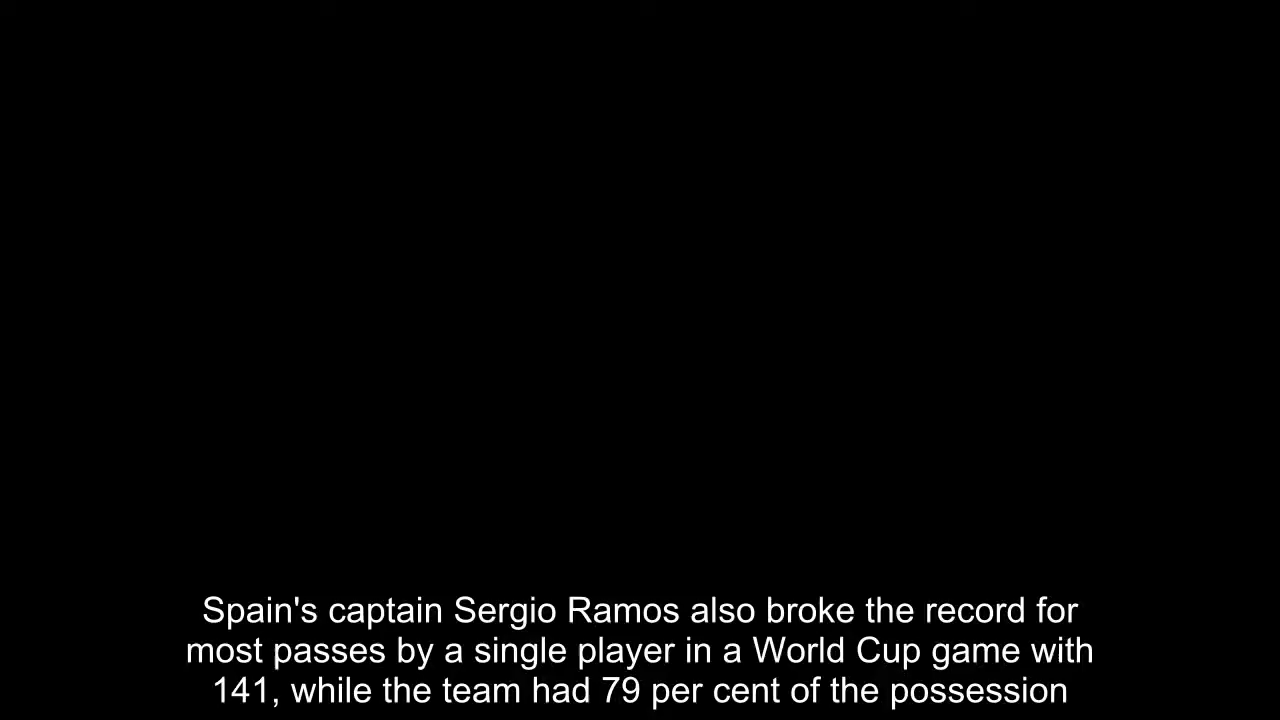 Spain's captain Sergio Ramos also broke the record for
most passes by a single player in a World Cup game with
141, while the team had 79 per cent of the possession